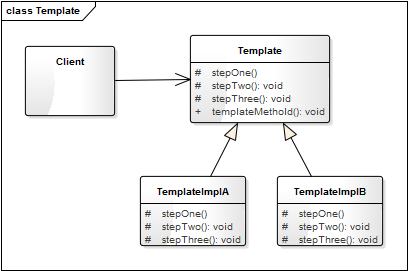 class Template
Client
Template
# stepOne()
# stepTwo(): void
# stepThree(): void
+ templateMethold(): void
TemplateImplA
# stepOne()
# stepTwo(): void
# stepThree(): void
TemplateImplB
# stepOne()
# stepTwo(): void
# stepThree(): void